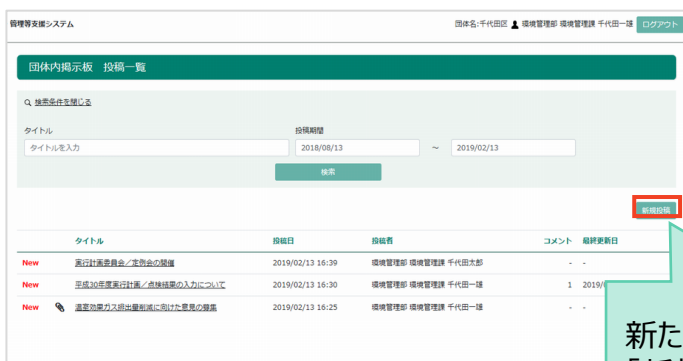 管理等支援システム 団体名:千代田区 環境管理部 環境管理課 千代田一雄 ログアウト
団体内掲示板 投稿一覧
検索条件を閉じる
タイトル 投稿期間
タイトルを入力 2018/08/13 ～ 2019/02/13
検索
新規投稿
タイトル 投稿日 投稿者 コメント 最終更新日
New 実行計画委員会／定例会の開催 2019/02/13 16:39 環境管理部 環境管理課 千代田太郎 - -
New 平成30年度実行計画／点検結果の入力について 2019/02/13 16:30 環境管理部 環境管理課 千代田一雄 1 2019/
New 温室効果ガス排出量削減に向けた意見の募集 2019/02/13 16:25 環境管理部 環境管理課 千代田一雄 - -
新た